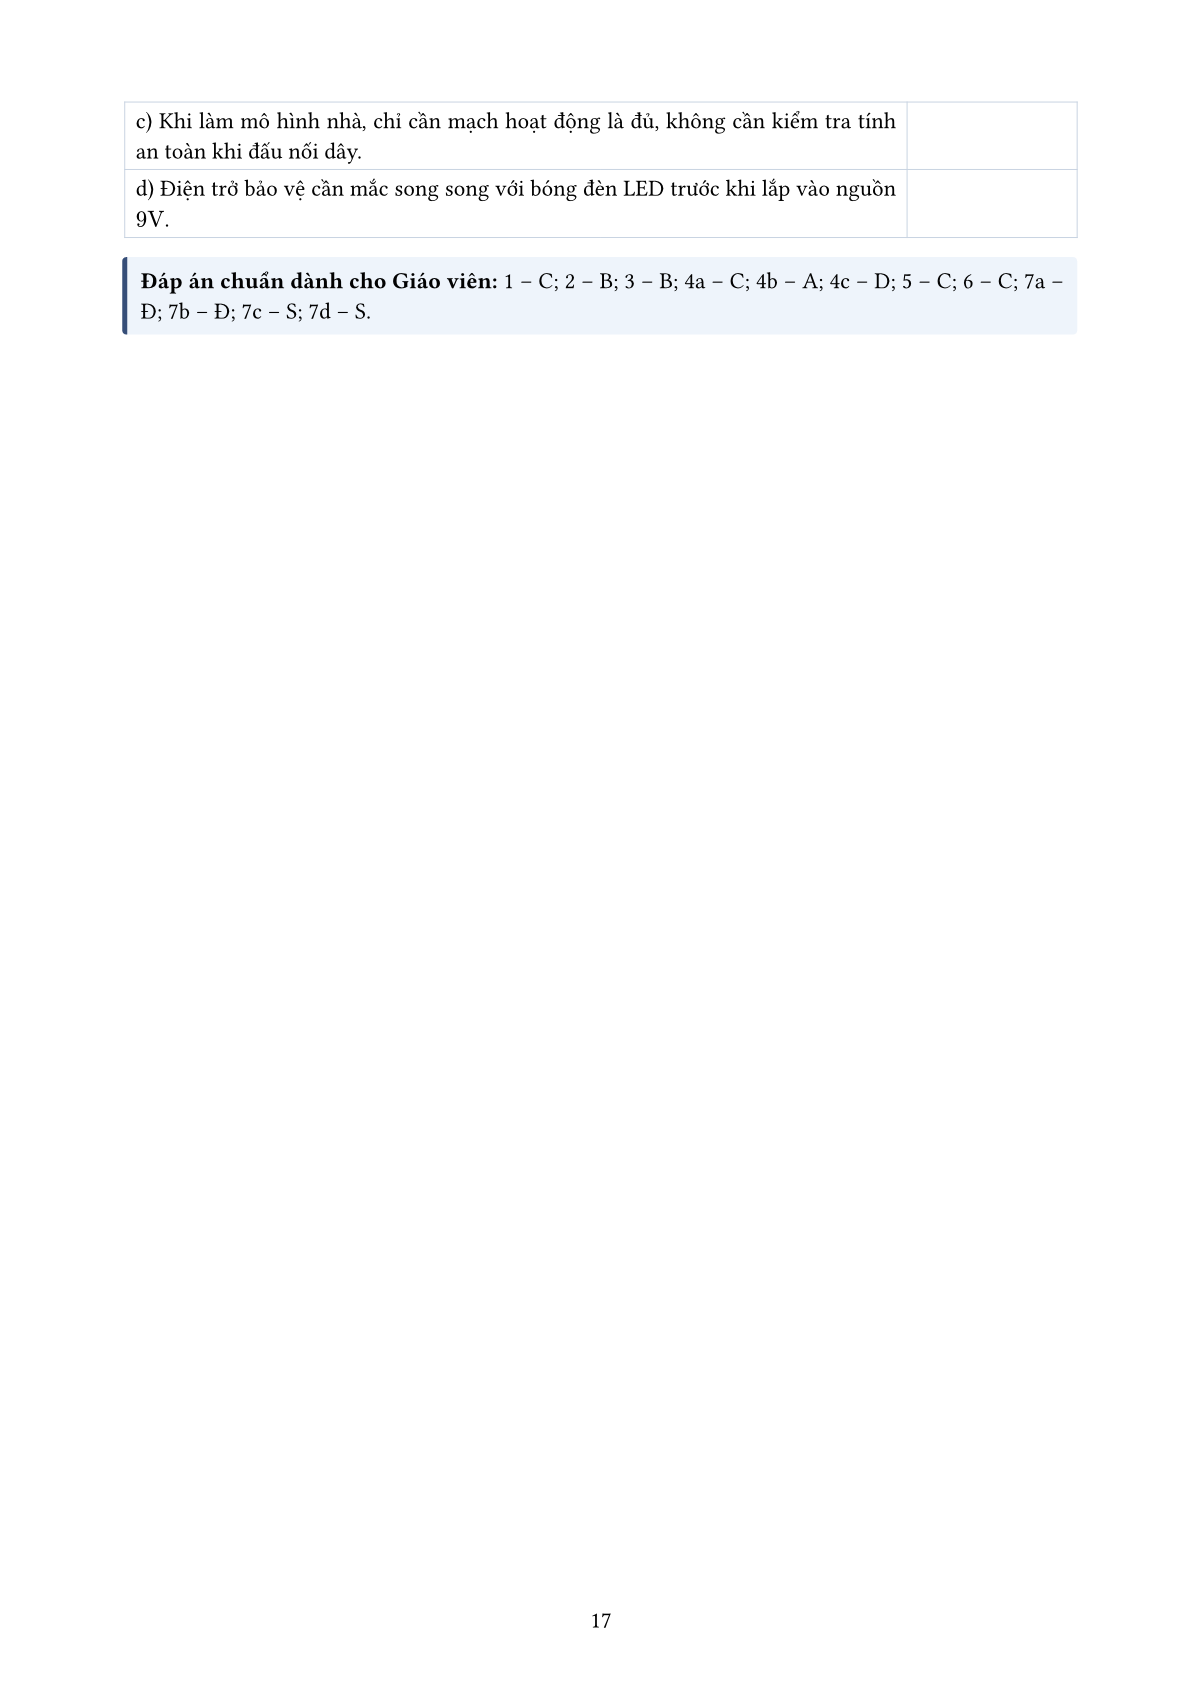 c) Khi làm mô hình nhà, chỉ cần mạch hoạt động là đủ, không cần kiểm tra tính
an toàn khi đấu nối dây.
d) Điện trở bảo vệ cần mắc song song với bóng đèn LED trước khi lắp vào nguồn
9V.
Đáp án chuẩn dành cho Giáo viên: 1 – C; 2 – B; 3 – B; 4a – C; 4b – A; 4c – D; 5 – C; 6 – C; 7a –
Đ; 7b – Đ; 7c – S; 7d – S.
17